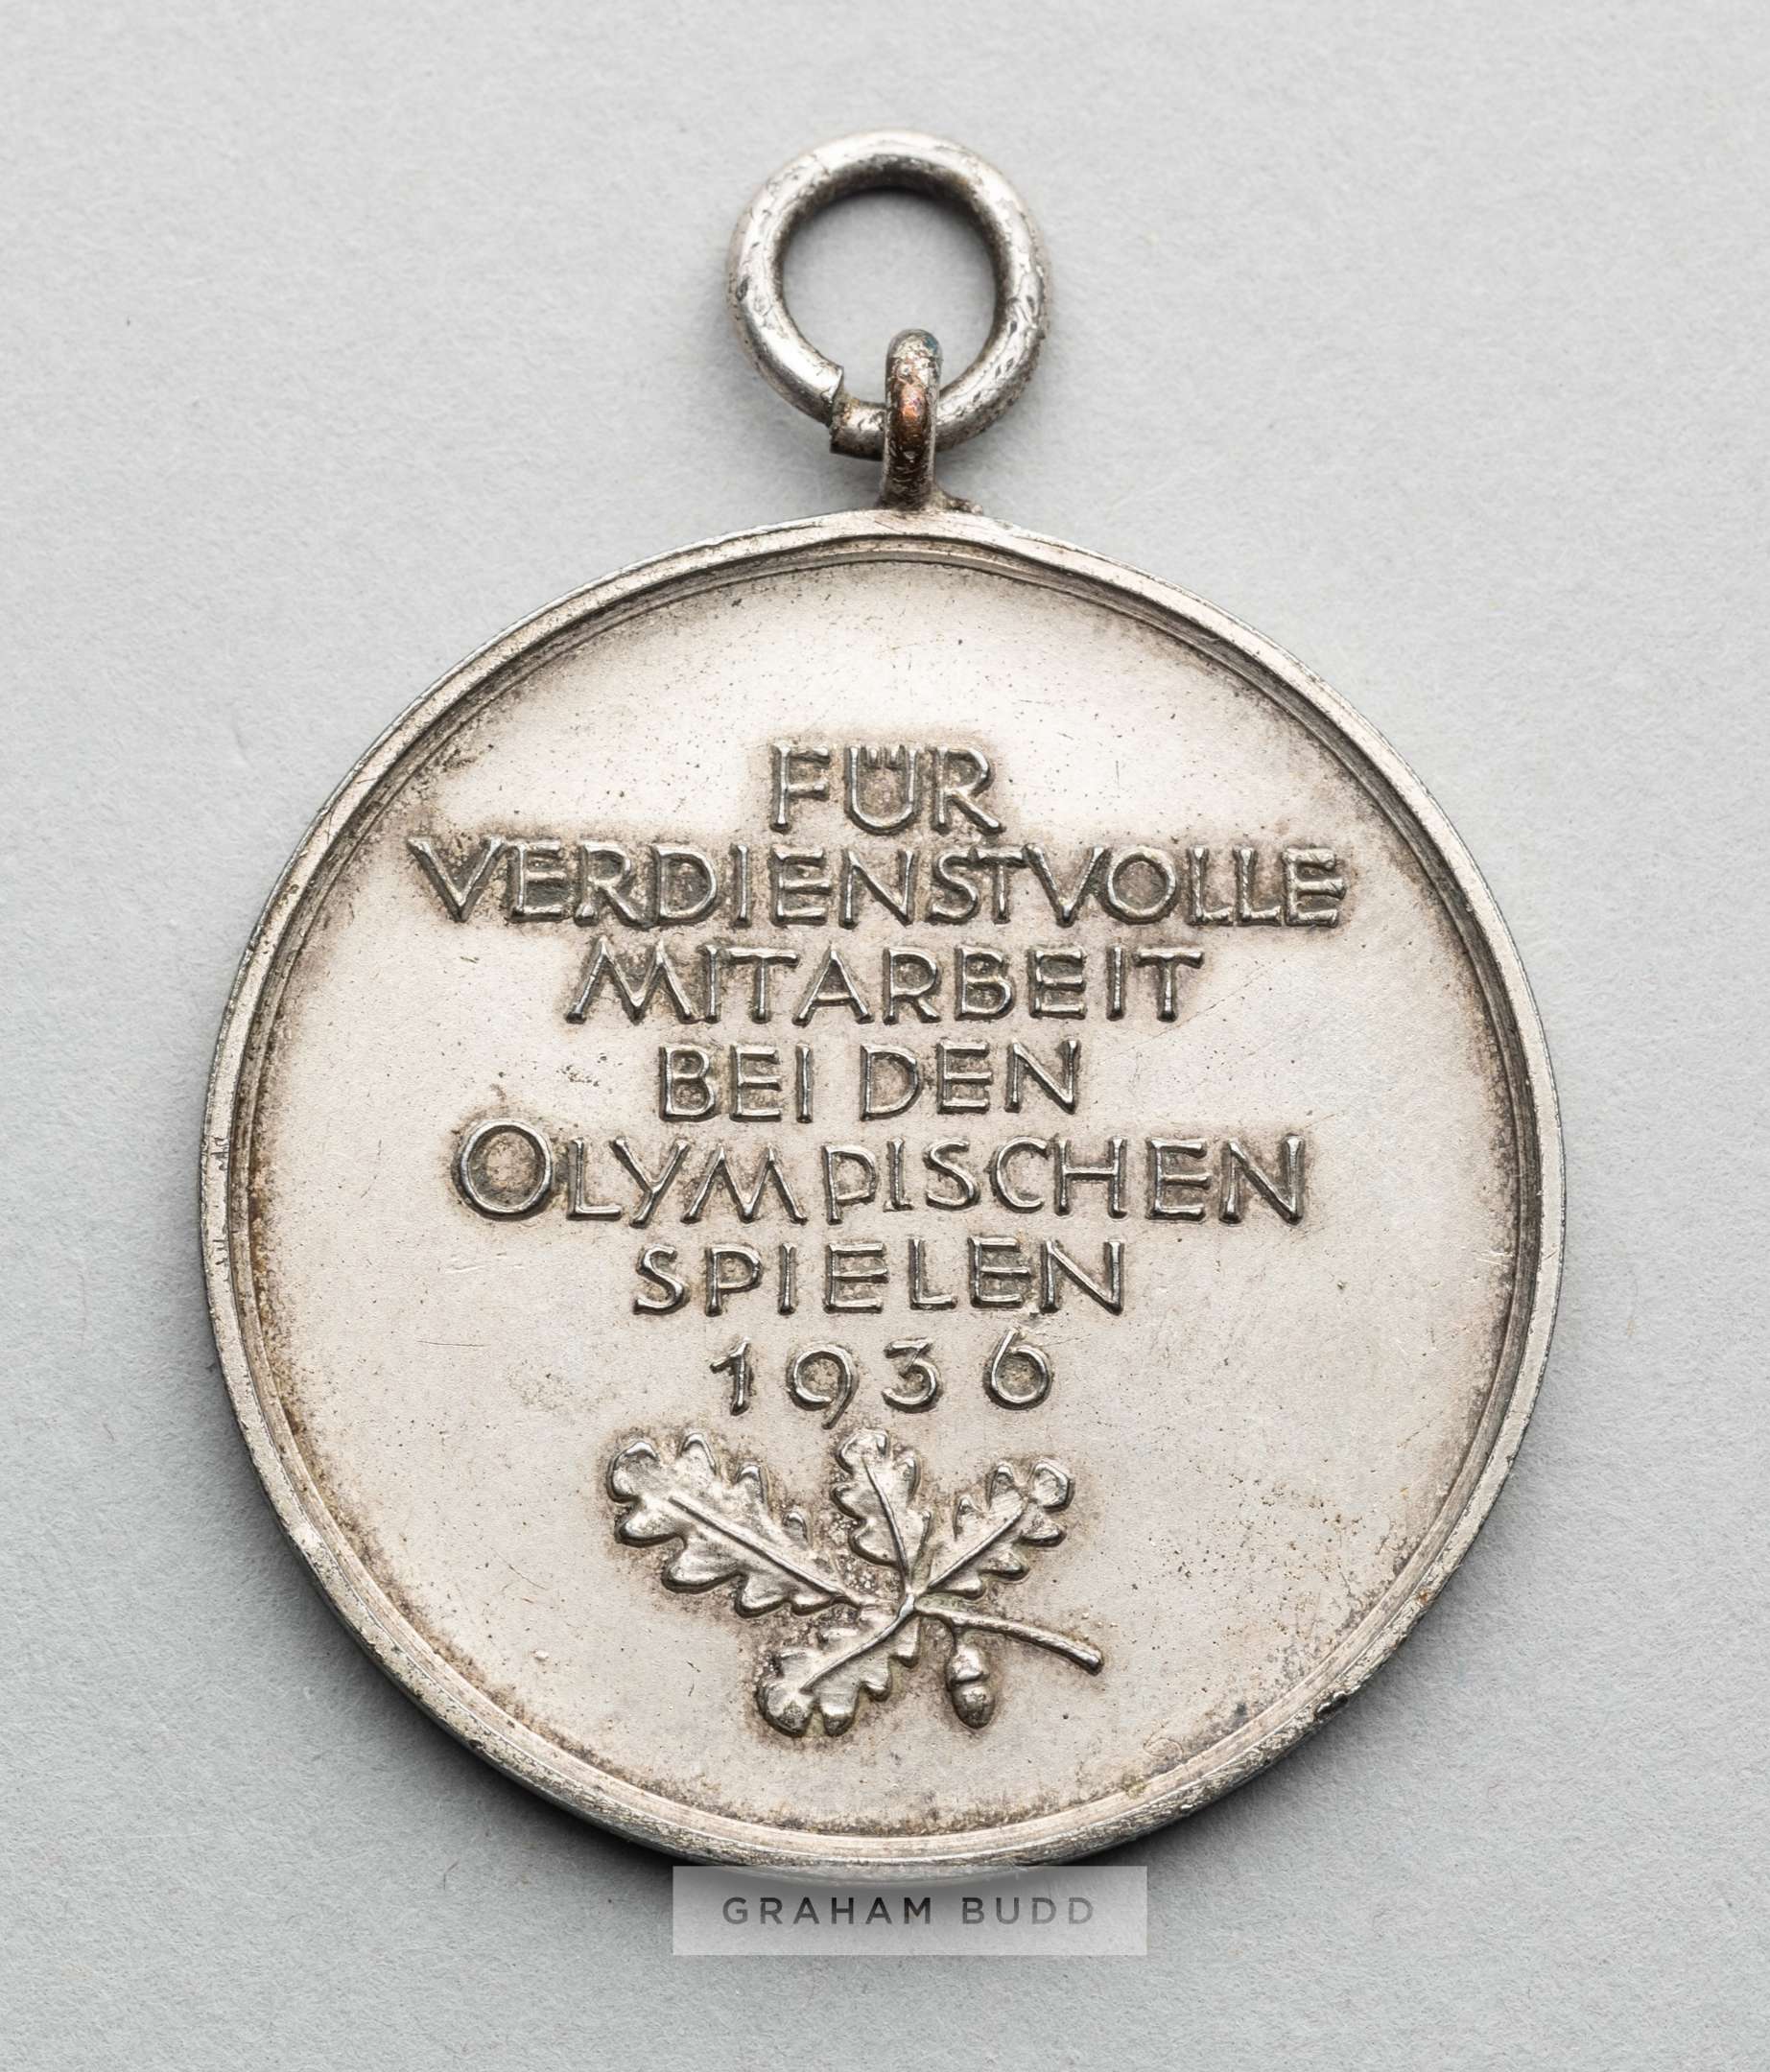 FÜR
VERDIENSTVOLLE
MITARBEIT
BEI DEN
OLYMPISCHEN
SPIELEN
1936
GRAHAM BUDD